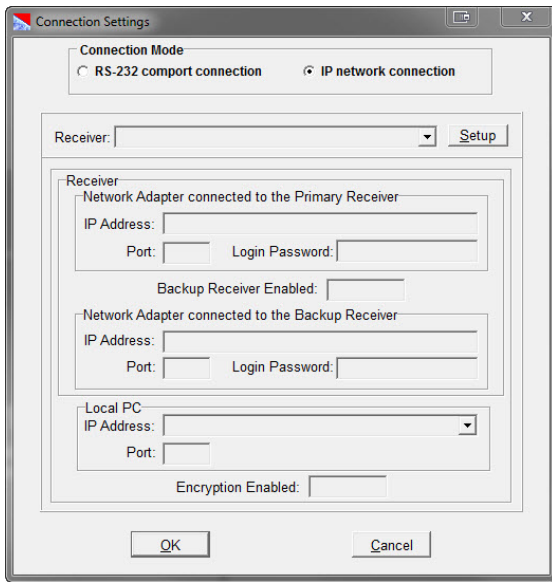 Connection Settings
Connection Mode
RS-232 comport connection IP network connection
Receiver: Setup
Receiver
Network Adapter connected to the Primary Receiver
IP Address:
Port: Login Password:
Backup Receiver Enabled:
Network Adapter connected to the Backup Receiver
IP Address:
Port: Login Password:
Local PC
IP Address:
Port:
Encryption Enabled:
OK Cancel